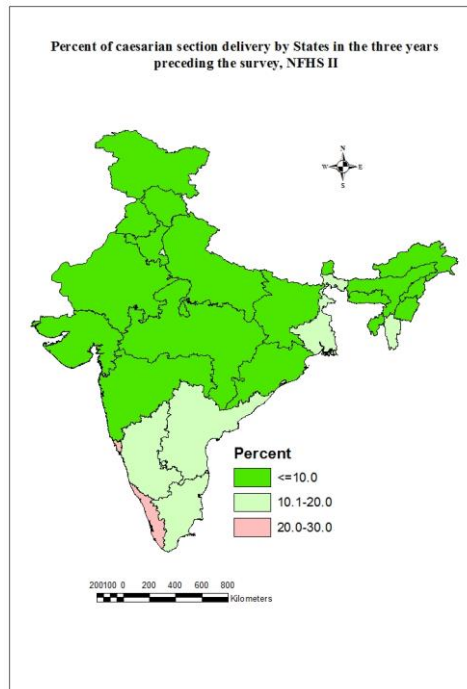 Percent of caesarian section delivery by States in the three years
preceding the survey, NFHS II
N
W E
S
Percent
<=10.0
10.1-20.0
20.0-30.0
200100 0 200 400 600 800
Kilometers